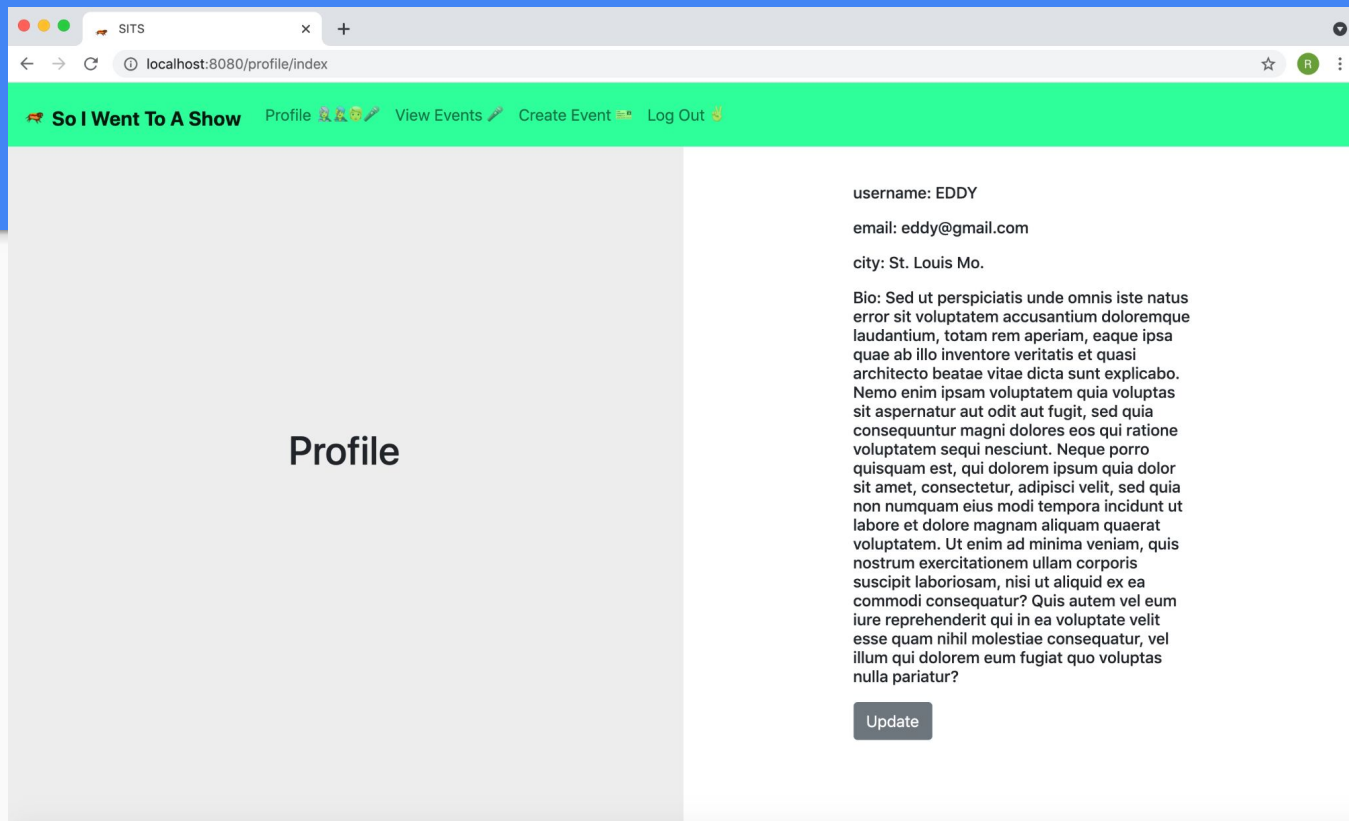 SITS
localhost:8080/profile/index
R
So I Went To A Show
Profile
View Events
Create Event
Log Out
Profile
username: EDDY
email: eddy@gmail.com
city: St. Louis Mo.
Bio: Sed ut perspiciatis unde omnis iste natus
error sit voluptatem accusantium doloremque
laudantium, totam rem aperiam, eaque ipsa
quae ab illo inventore veritatis et quasi
architecto beatae vitae dicta sunt explicabo.
Nemo enim ipsam voluptatem quia voluptas
sit aspernatur aut odit aut fugit, sed quia
consequuntur magni dolores eos qui ratione
voluptatem sequi nesciunt. Neque porro
quisquam est, qui dolorem ipsum quia dolor
sit amet, consectetur, adipisci velit, sed quia
non numquam eius modi tempora incidunt ut
labore et dolore magnam aliquam quaerat
voluptatem. Ut enim ad minima veniam, quis
nostrum exercitationem ullam corporis
suscipit laboriosam, nisi ut aliquid ex ea
commodi consequatur? Quis autem vel eum
iure reprehenderit qui in ea voluptate velit
esse quam nihil molestiae consequatur, vel
illum qui dolorem eum fugiat quo voluptas
nulla pariatur?
Update